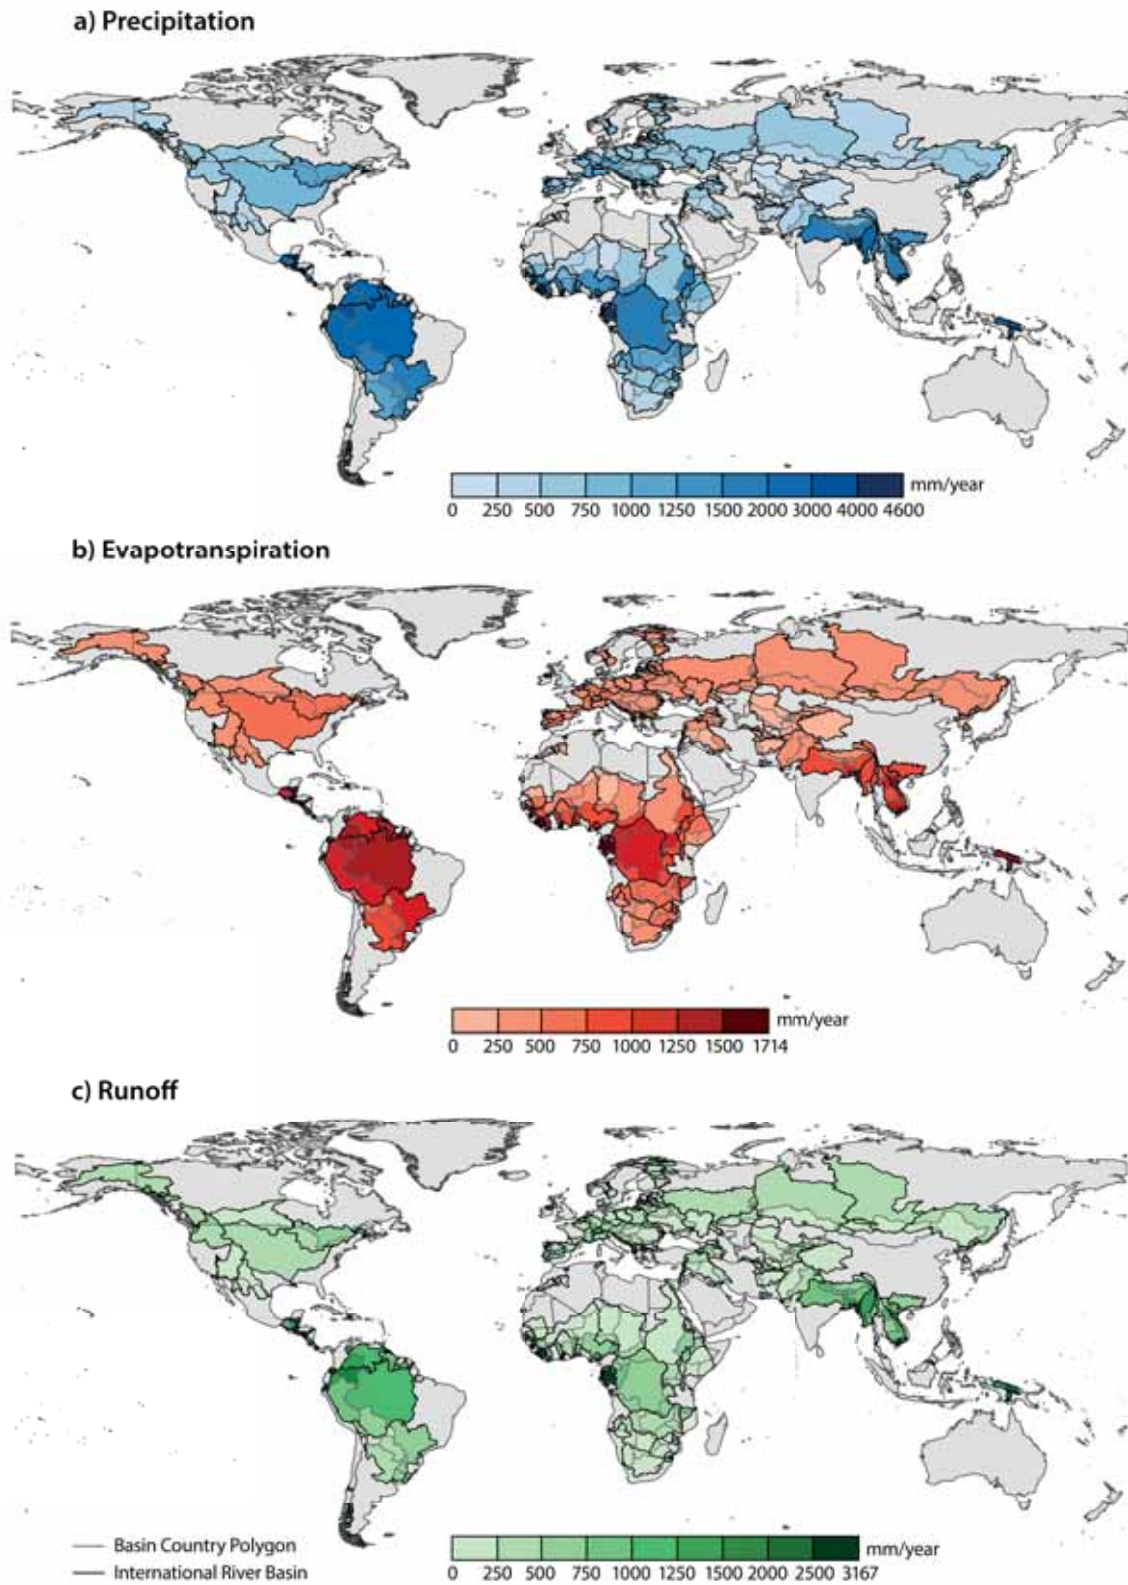 a) Precipitation
mm/year
0 250 500 750 1000 1250 1500 2000 3000 4000 4600
b) Evapotranspiration
mm/year
0 250 500 750 1000 1250 1500 1714
c) Runoff
Basin Country Polygon
International River Basin
mm/year
0 250 500 750 1000 1250 1500 2000 2500 3167